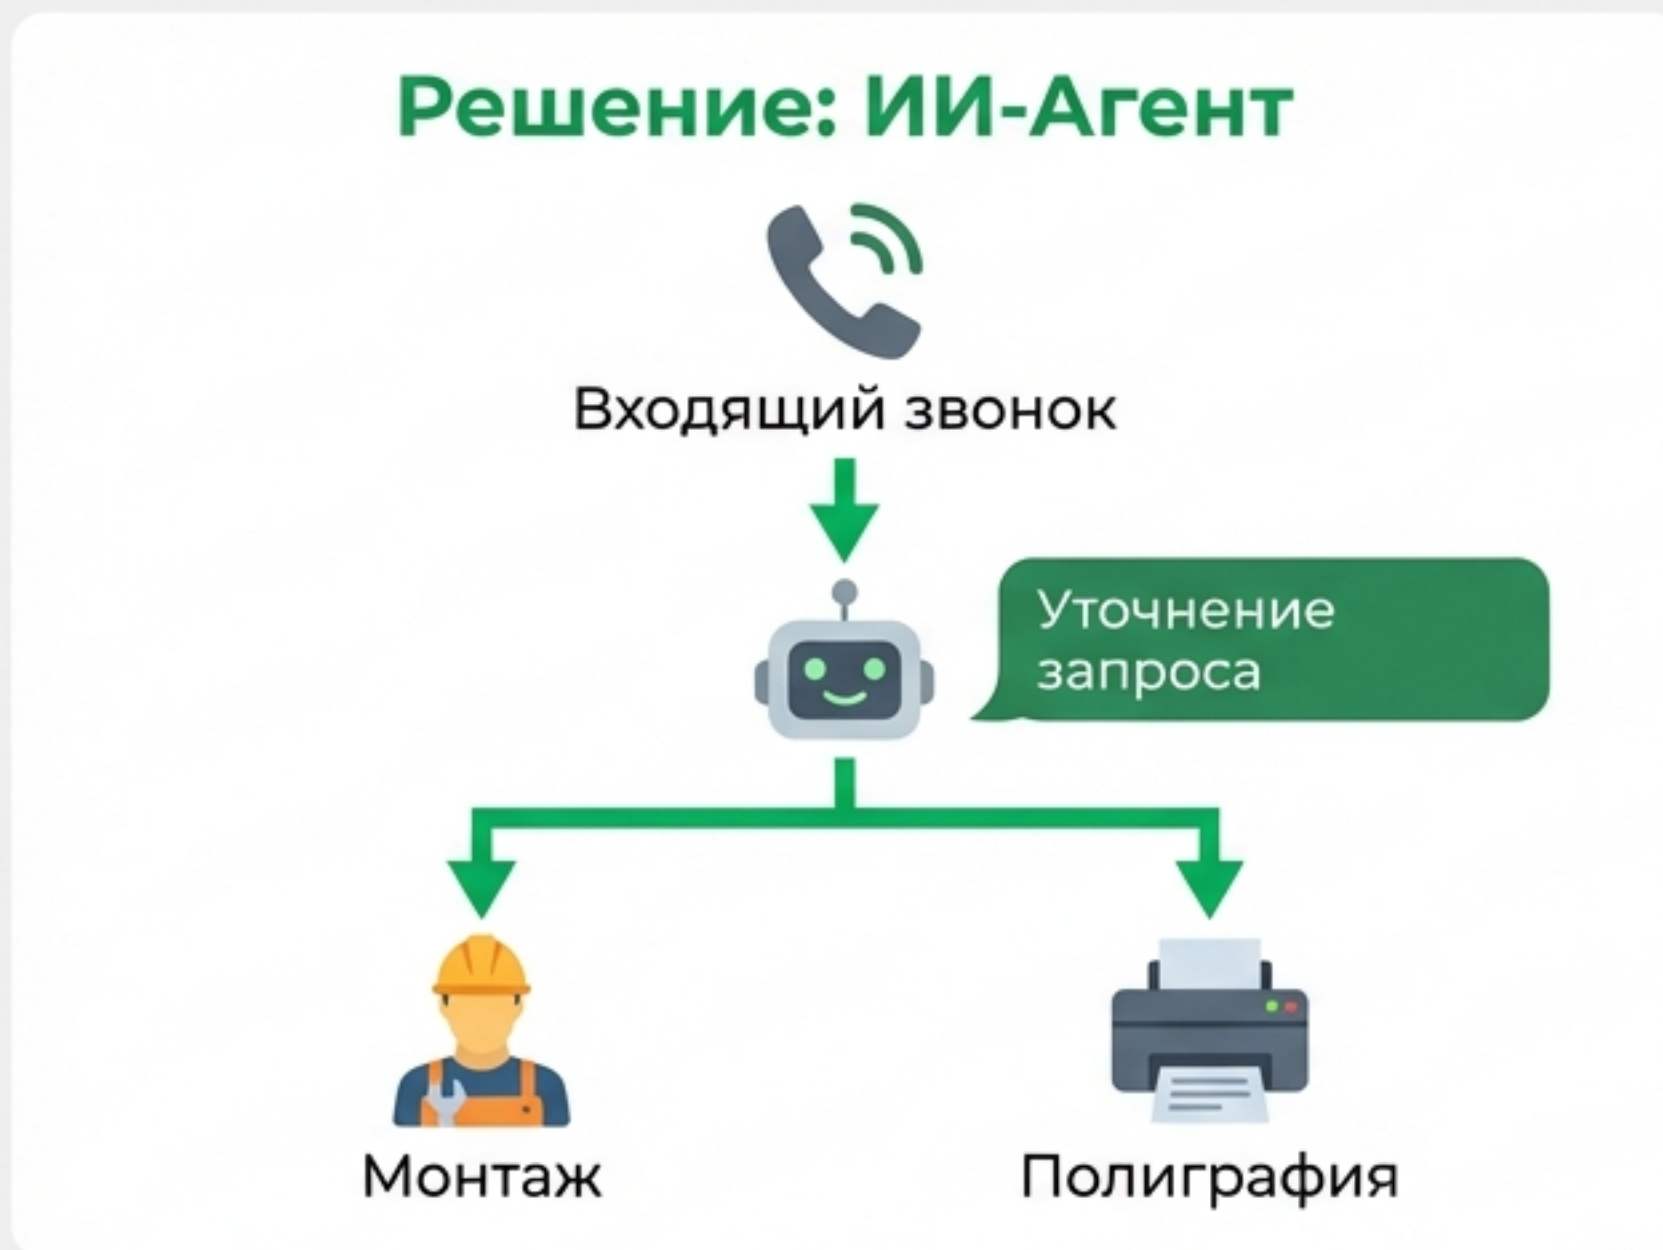 Решение: ИИ-Агент
Входящий звонок
Уточнение
запроса
Монтаж
Полиграфия